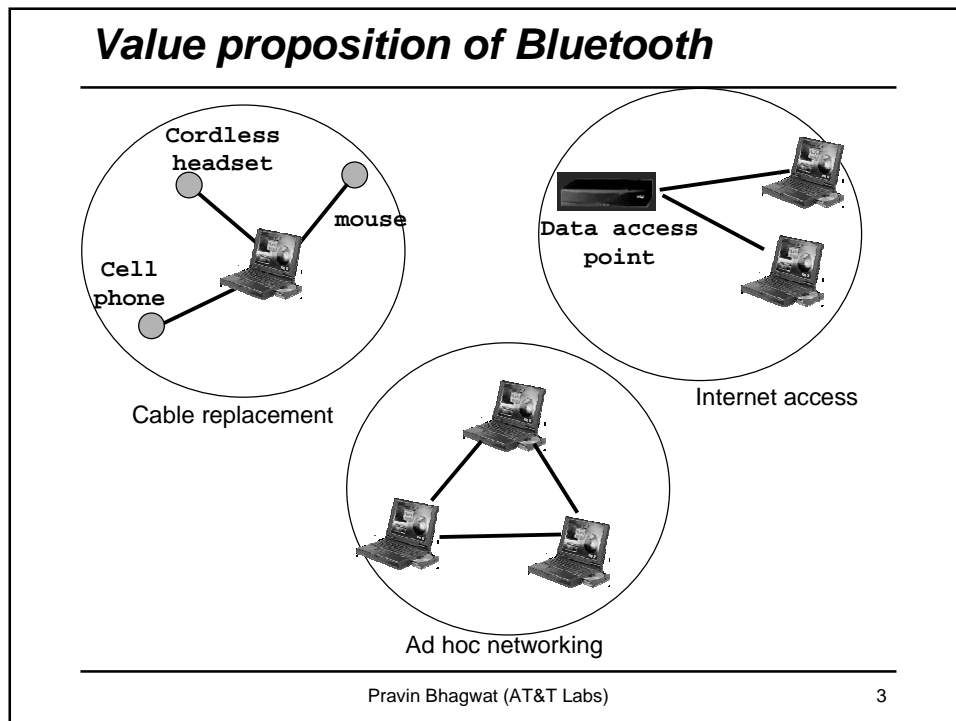 Value proposition of Bluetooth
Cordless
headset
mouse
Cell
phone
Cable replacement
Data access
point
Internet access
Ad hoc networking
Pravin Bhagwat (AT&T Labs)
3